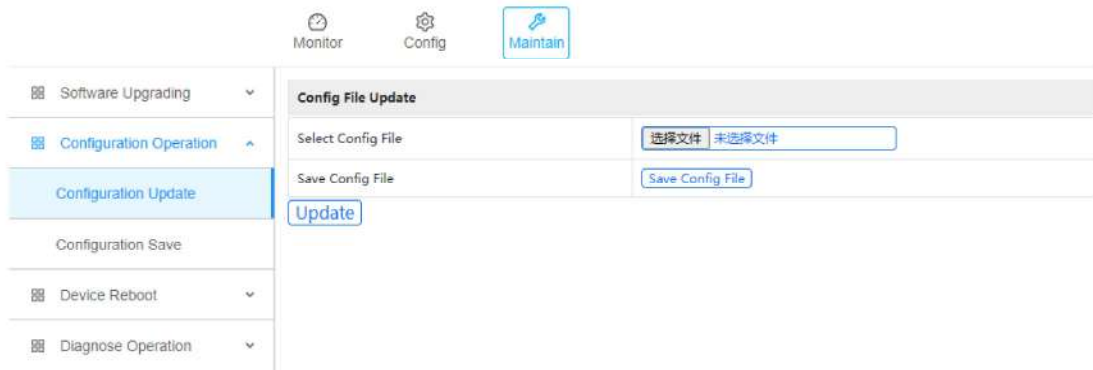 Monitor Config Maintain
Software Upgrading
Configuration Operation
Configuration Update
Configuration Save
Device Reboot
Diagnose Operation
Config File Update
Select Config File 选择文件 未选择文件
Save Config File Save Config File
Update